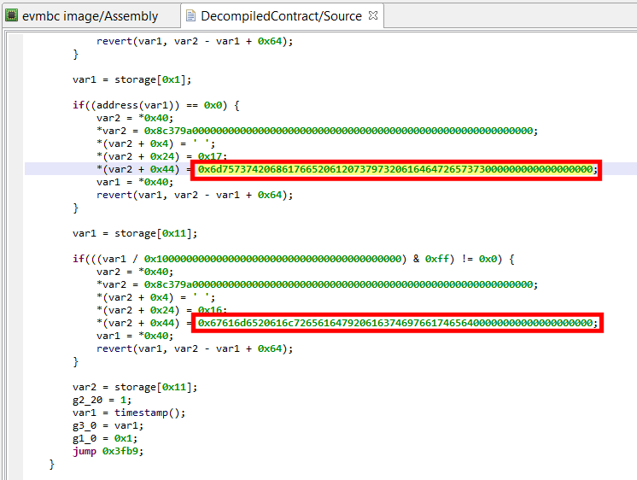 evmbc image/Assembly
DecompiledContract/Source
revert(var1, var2 - var1 + 0x64);
}
var1 = storage[0x1];
if((address(var1)) == 0x0) {
var2 = *0x40;
*var2 = 0x8c379a000000000000000000000000000000000000000000000000000000000;
*(var2 + 0x4) = ' ';
*(var2 + 0x24) = 0x17;
*(var2 + 0x44) = 0x6d75737420686176652061207379732061646472657373000000000000000000;
var1 = *0x40;
revert(var1, var2 - var1 + 0x64);
}
var1 = storage[0x11];
if(((var1 / 0x10000000000000000000000000000000000000000) & 0xff) != 0x0) {
var2 = *0x40;
*var2 = 0x8c379a000000000000000000000000000000000000000000000000000000000;
*(var2 + 0x4) = ' ';
*(var2 + 0x24) = 0x16;
*(var2 + 0x44) = 0x67616d6520616c72656164792061637469766174656400000000000000000000;
var1 = *0x40;
revert(var1, var2 - var1 + 0x64);
}
var2 = storage[0x11];
g2_20 = 1;
var1 = timestamp();
g3_0 = var1;
g1_0 = 0x1;
jump 0x3fb9;
}